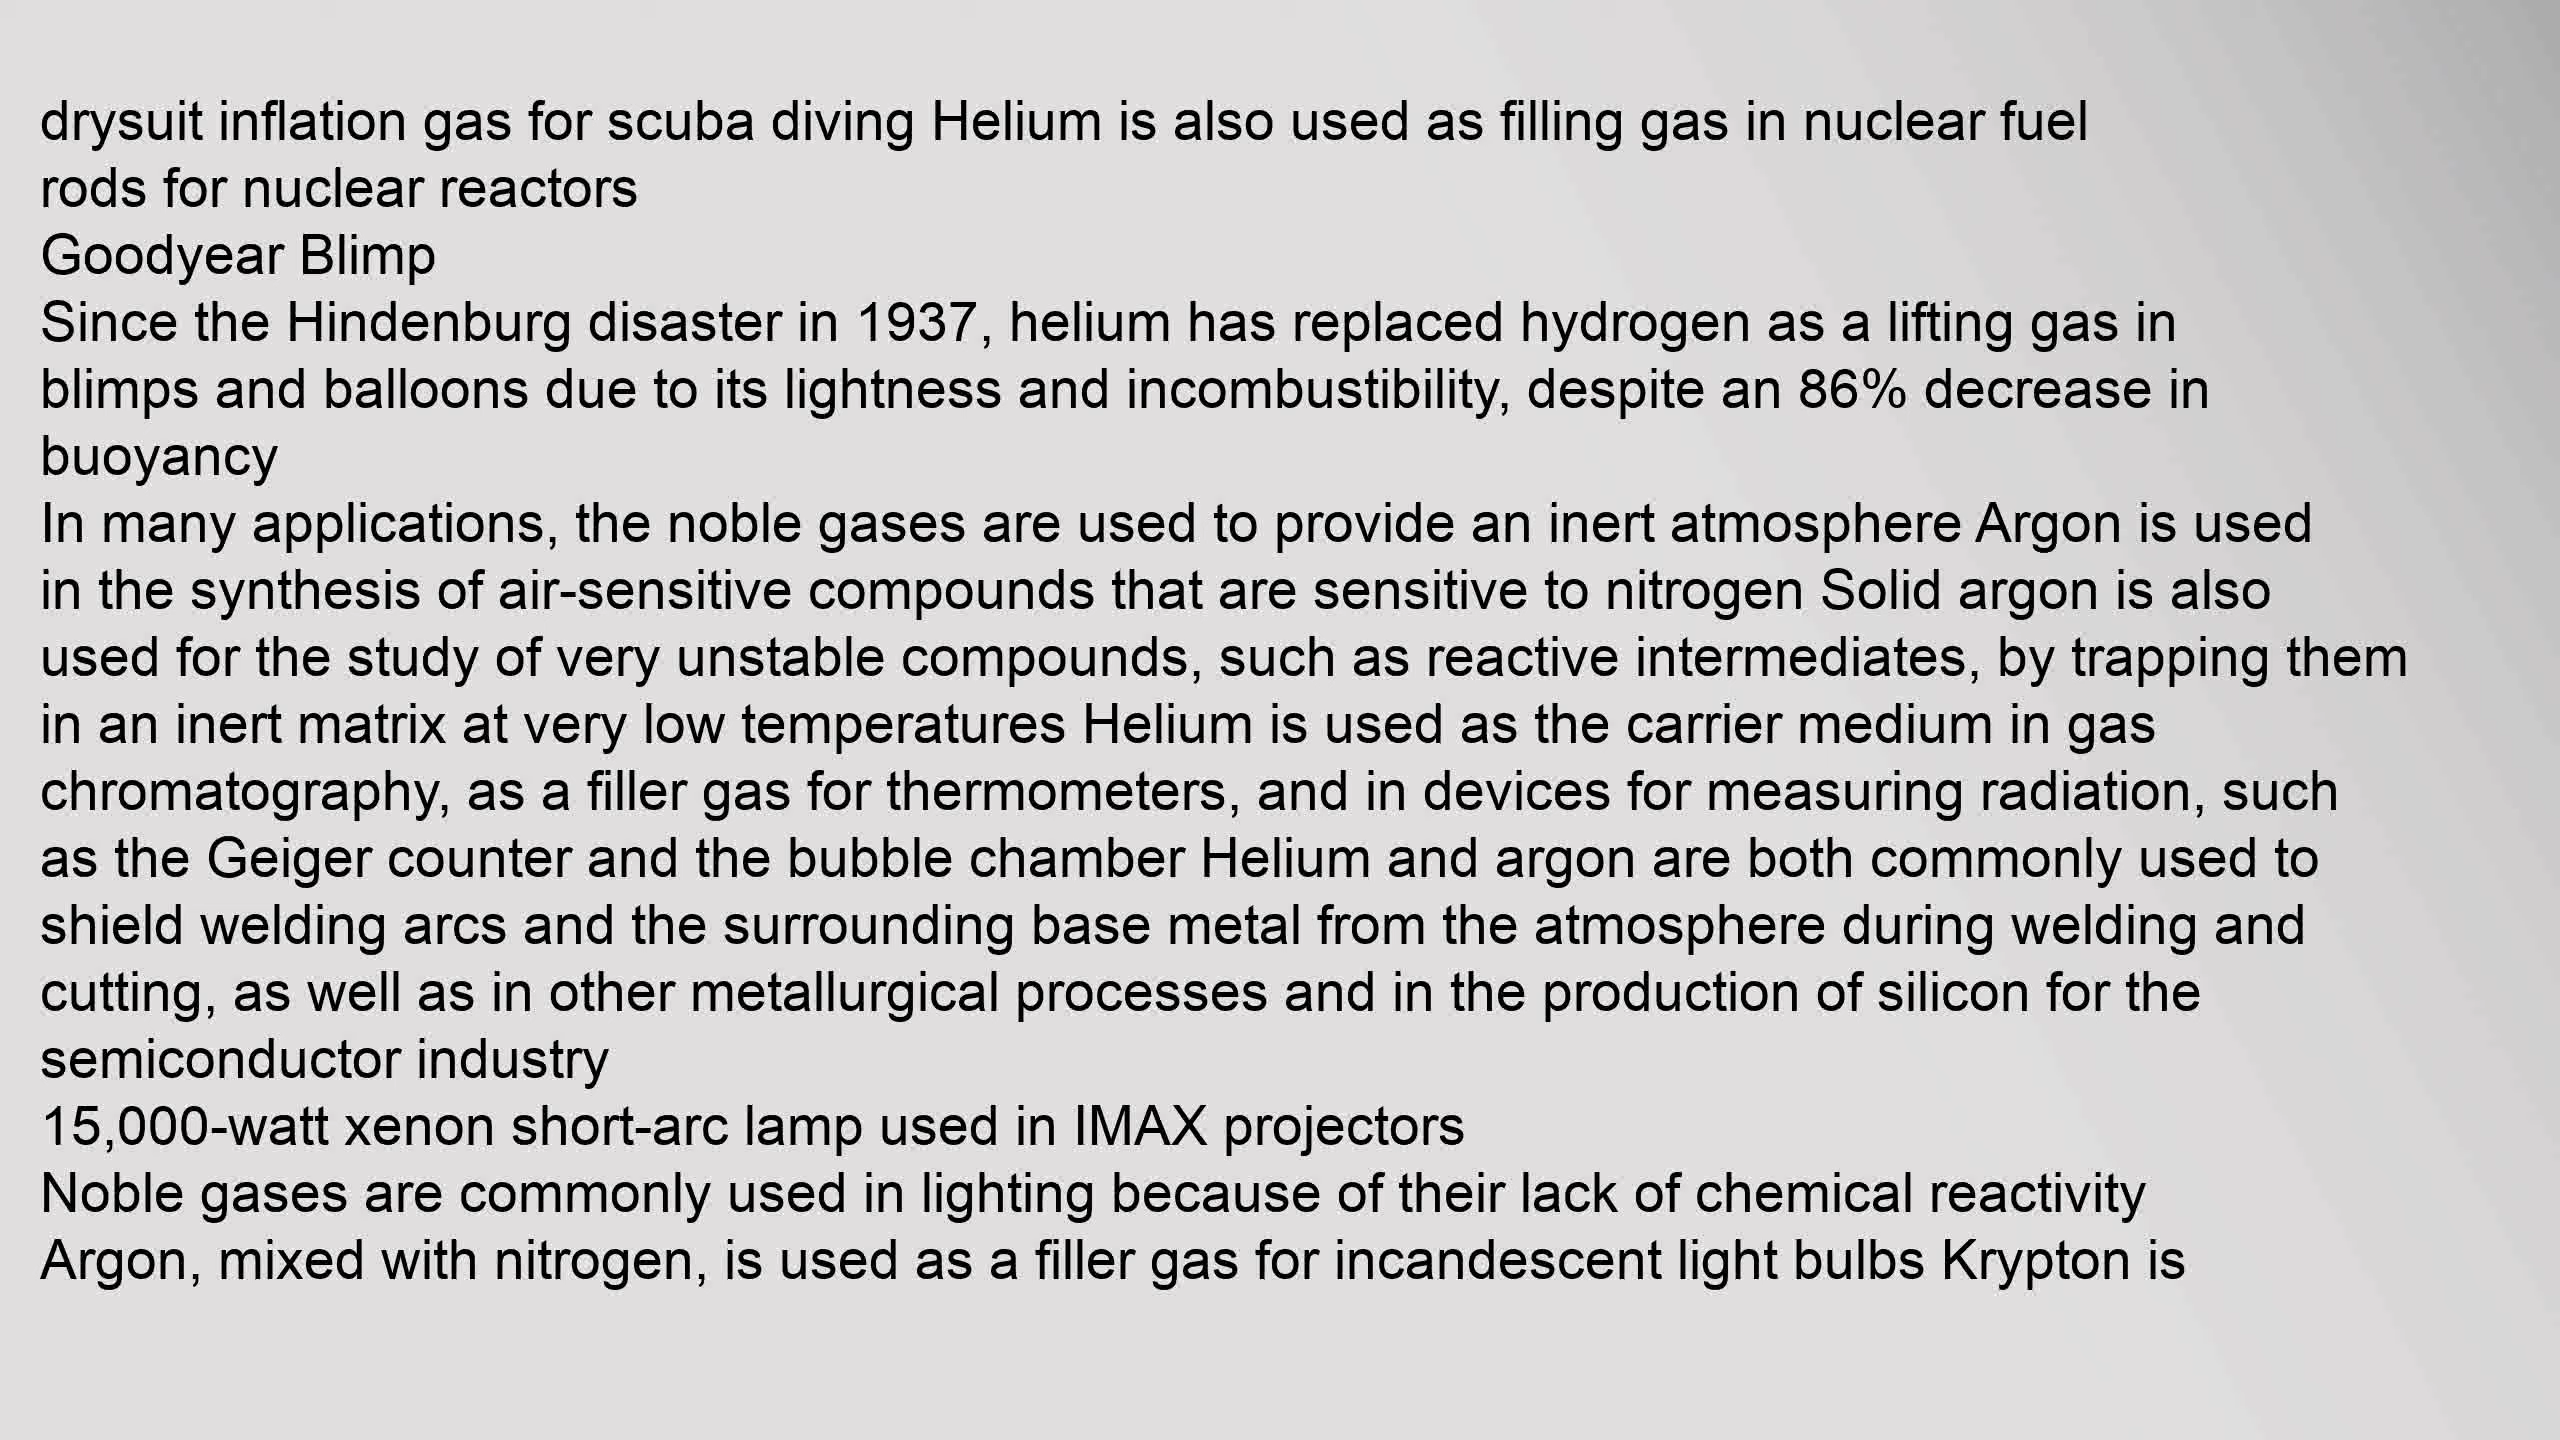 drysuit inflation gas for scuba diving Helium is also used as filling gas in nuclear fuel
rods for nuclear reactors
Goodyear Blimp
Since the Hindenburg disaster in 1937, helium has replaced hydrogen as a lifting gas in
blimps and balloons due to its lightness and incombustibility, despite an 86% decrease in
buoyancy
In many applications, the noble gases are used to provide an inert atmosphere Argon is used
in the synthesis of air-sensitive compounds that are sensitive to nitrogen Solid argon is also
used for the study of very unstable compounds, such as reactive intermediates, by trapping them
in an inert matrix at very low temperatures Helium is used as the carrier medium in gas
chromatography, as a filler gas for thermometers, and in devices for measuring radiation, such
as the Geiger counter and the bubble chamber Helium and argon are both commonly used to
shield welding arcs and the surrounding base metal from the atmosphere during welding and
cutting, as well as in other metallurgical processes and in the production of silicon for the
semiconductor industry
15,000-watt xenon short-arc lamp used in IMAX projectors
Noble gases are commonly used in lighting because of their lack of chemical reactivity
Argon, mixed with nitrogen, is used as a filler gas for incandescent light bulbs Krypton is